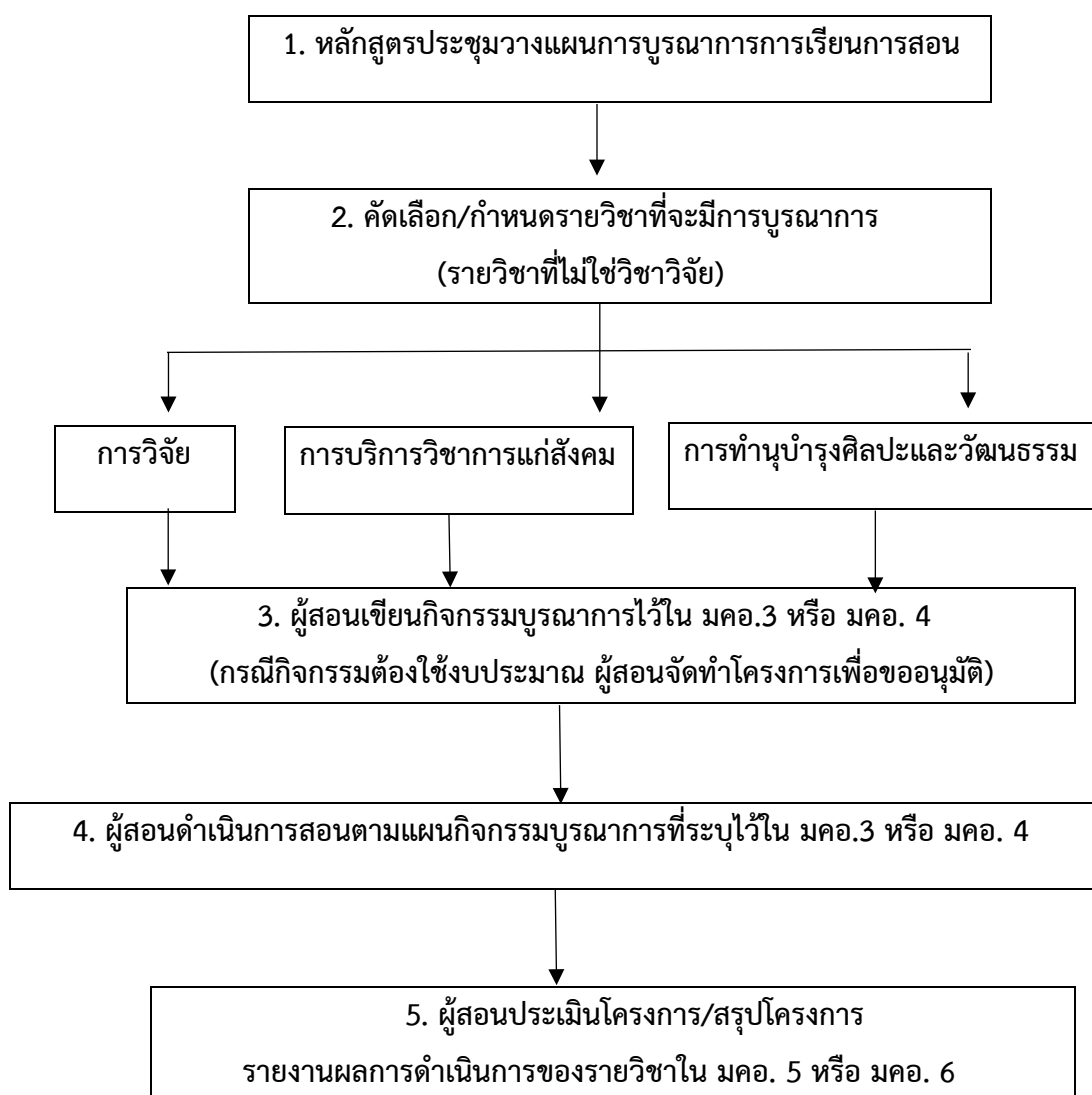 1. หลักสูตรประชุมวางแผนการบูรณาการการเรียนการสอน
2. คัดเลือก/กำหนดรายวิชาที่จะมีการบูรณาการ
(รายวิชาที่ไม่ใช่วิชาวิจัย)
การวิจัย
การบริการวิชาการแก่สังคม
การทำนุบำรุงศิลปะและวัฒนธรรม
3. ผู้สอนเขียนกิจกรรมบูรณาการไว้ใน มคอ.3 หรือ มคอ. 4
(กรณีกิจกรรมต้องใช้งบประมาณ ผู้สอนจัดทำโครงการเพื่อขออนุมัติ)
4. ผู้สอนดำเนินการสอนตามแผนกิจกรรมบูรณาการที่ระบุไว้ใน มคอ.3 หรือ มคอ. 4
5. ผู้สอนประเมินโครงการ/สรุปโครงการ
รายงานผลการดำเนินการของรายวิชาใน มคอ. 5 หรือ มคอ. 6